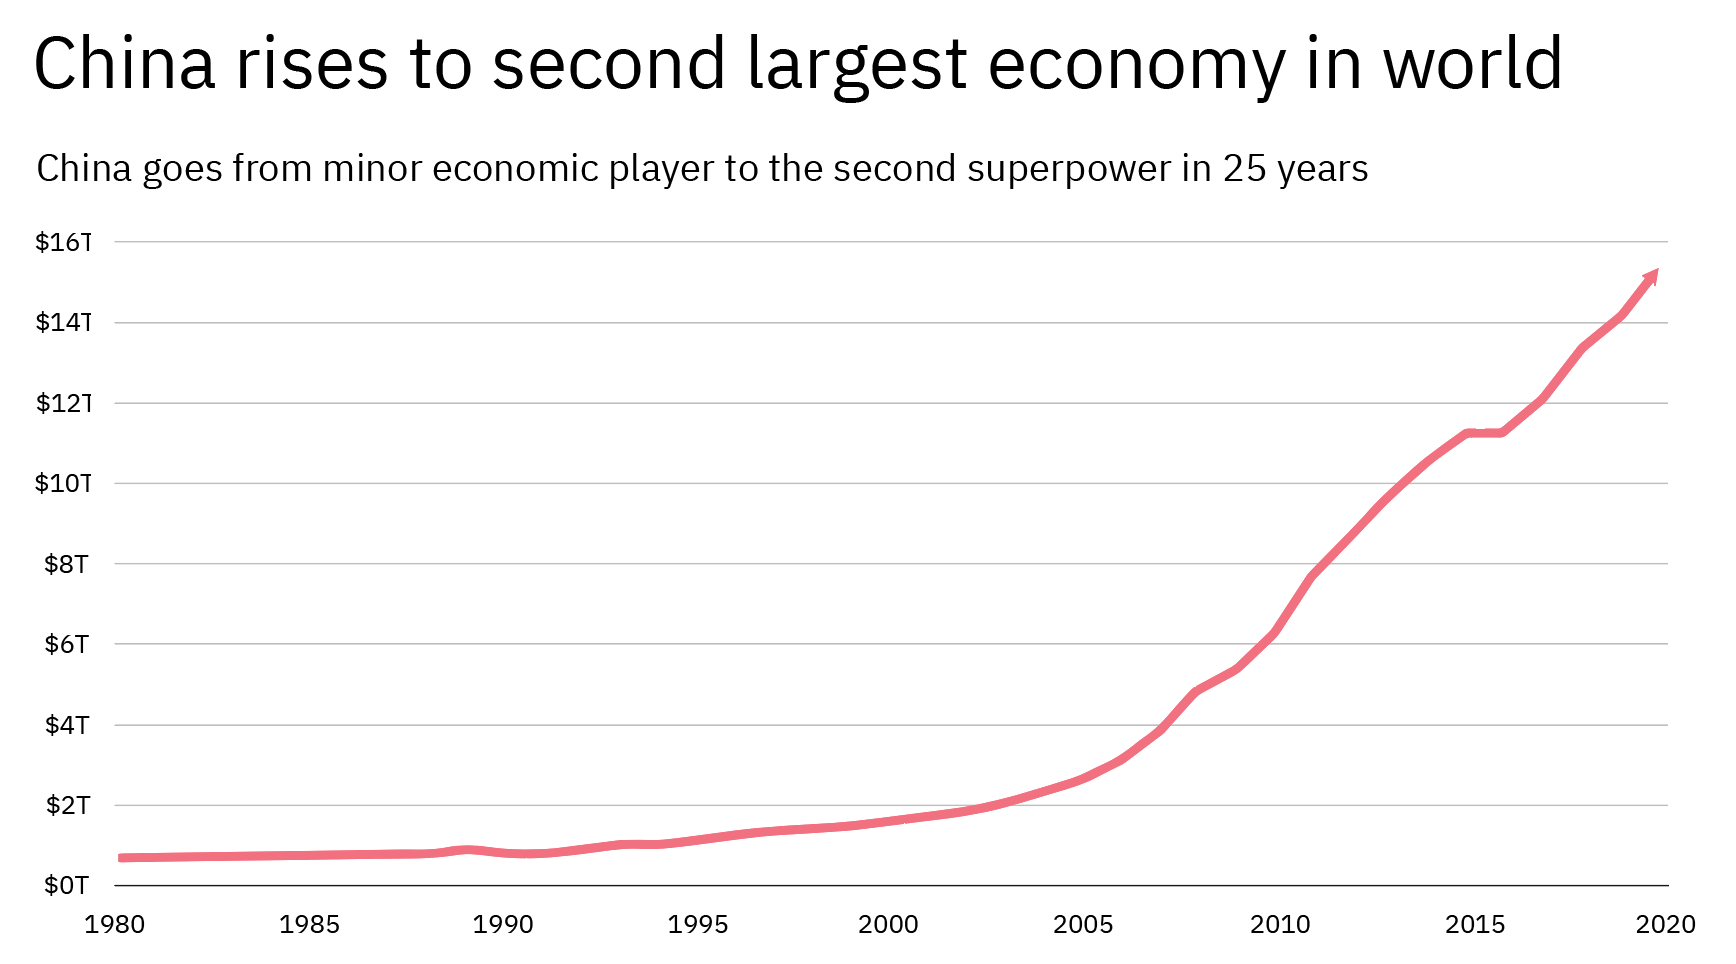 China rises to second largest economy in world
China goes from minor economic player to the second superpower in 25 years
$16T
$14T
$12T
$10T
$8T
$6T
$4T
$2T
$0T
1980 1985 1990 1995 2000 2005 2010 2015 2020